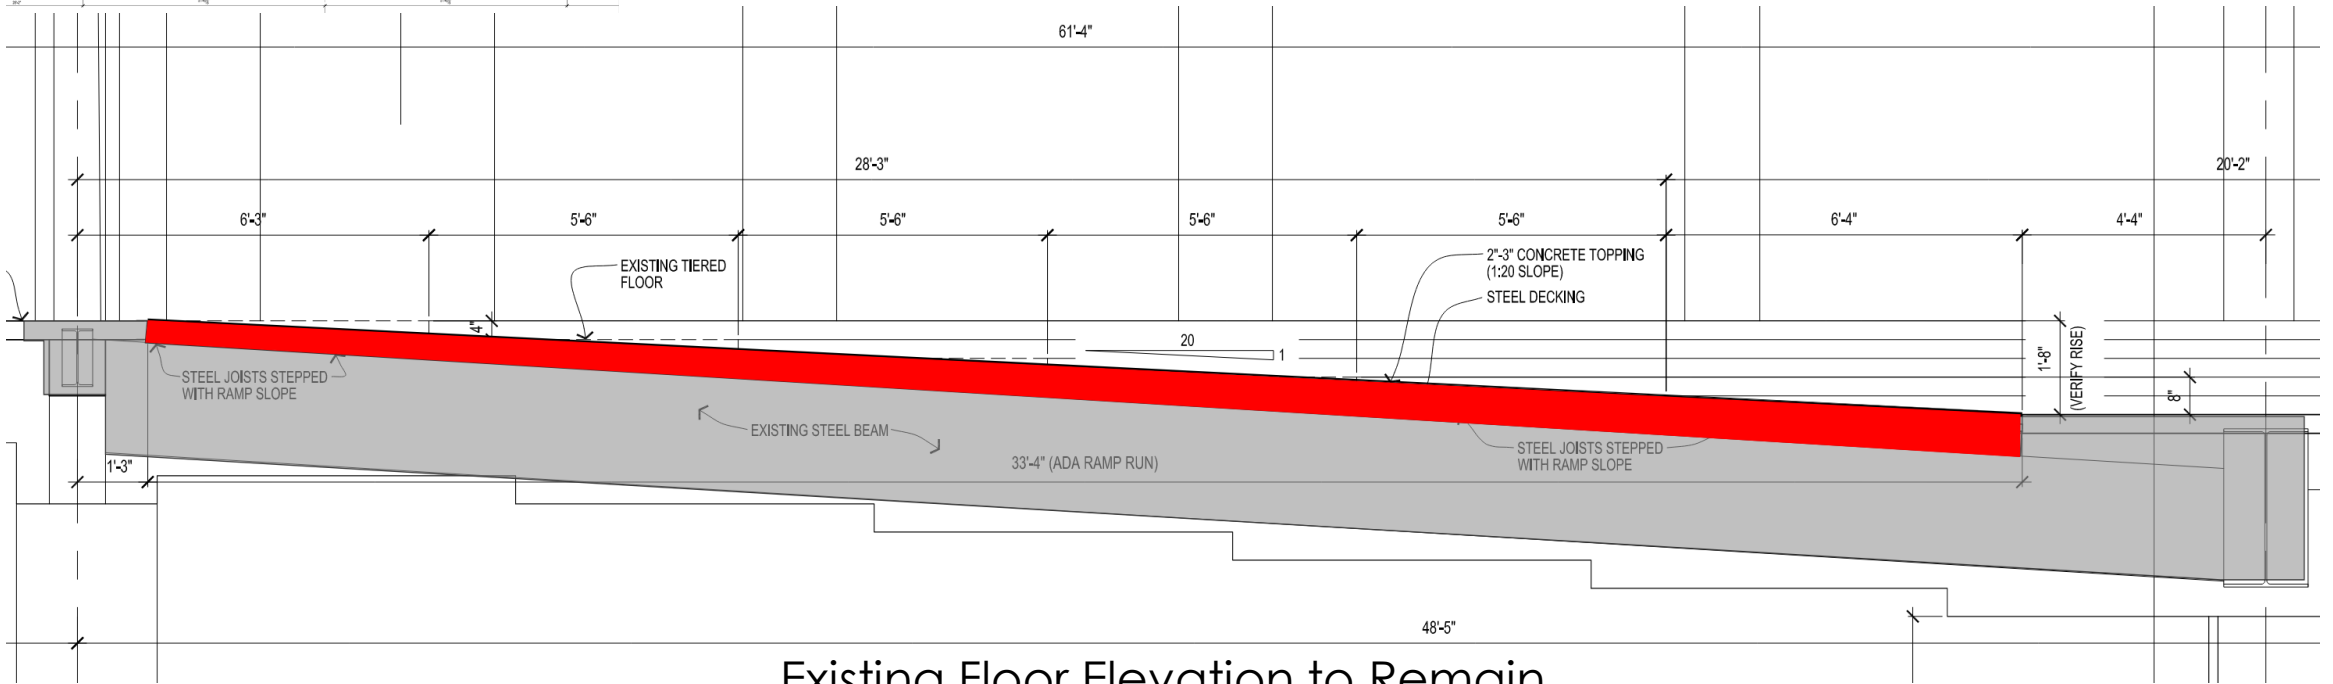 61'-4"
28'-3"
20'-2"
6'-3"
5'-6"
5'-6"
5'-6"
5'-6"
6'-4"
4'-4"
EXISTING TIERED
FLOOR
2"-3" CONCRETE TOPPING
(1:20 SLOPE)
STEEL DECKING
4"
20
1
1'-8"
(VERIFY RISE)
8"
STEEL JOISTS STEPPED
WITH RAMP SLOPE
EXISTING STEEL BEAM
STEEL JOISTS STEPPED
WITH RAMP SLOPE
1'-3"
33'-4" (ADA RAMP RUN)
48'-5"
Existing Floor Elevation to Remain